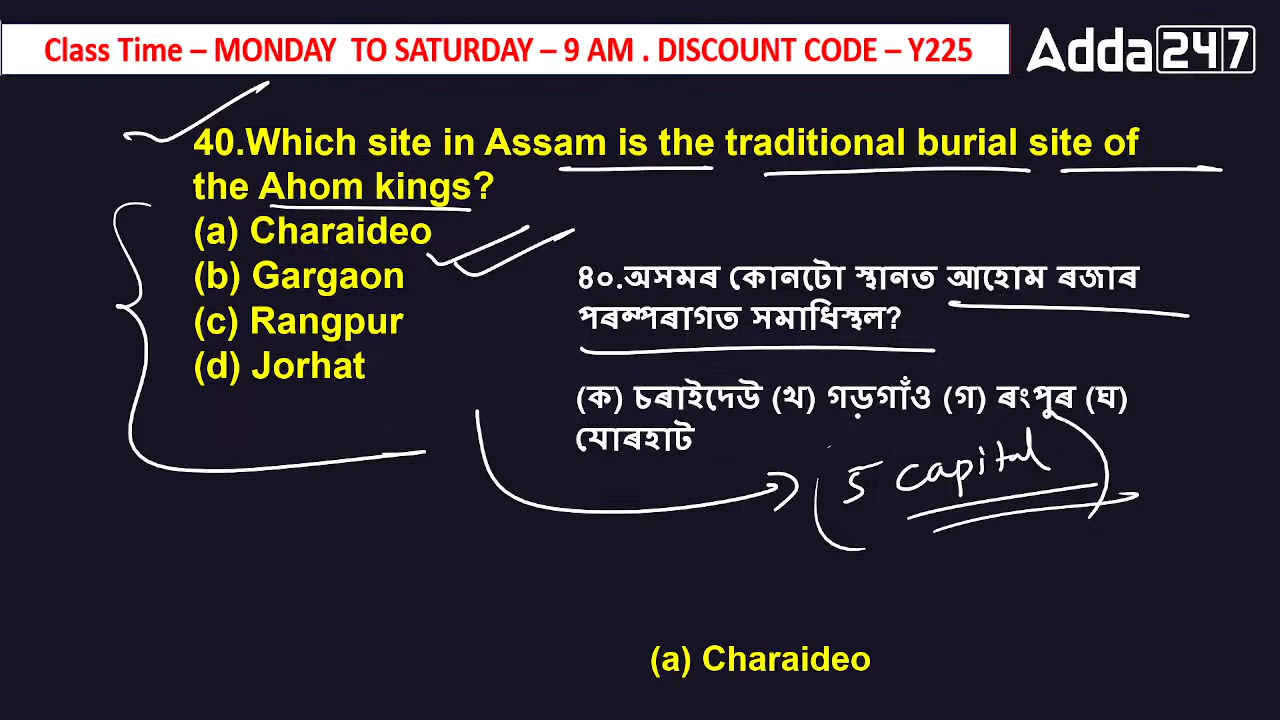 Class Time – MONDAY TO SATURDAY – 9 AM . DISCOUNT CODE – Y225
Adda247
40.Which site in Assam is the traditional burial site of
the Ahom kings?
(a) Charaideo
(b) Gargaon
(c) Rangpur
(d) Jorhat
৪০.অসমৰ কোনটো স্থানত আহোম ৰজাৰ
পৰম্পৰাগত সমাধিস্থল?
(ক) চৰাইদেউ (খ) গড়গাঁও (গ) ৰংপুৰ (ঘ)
যোৰহাট
5 capital
(a) Charaideo